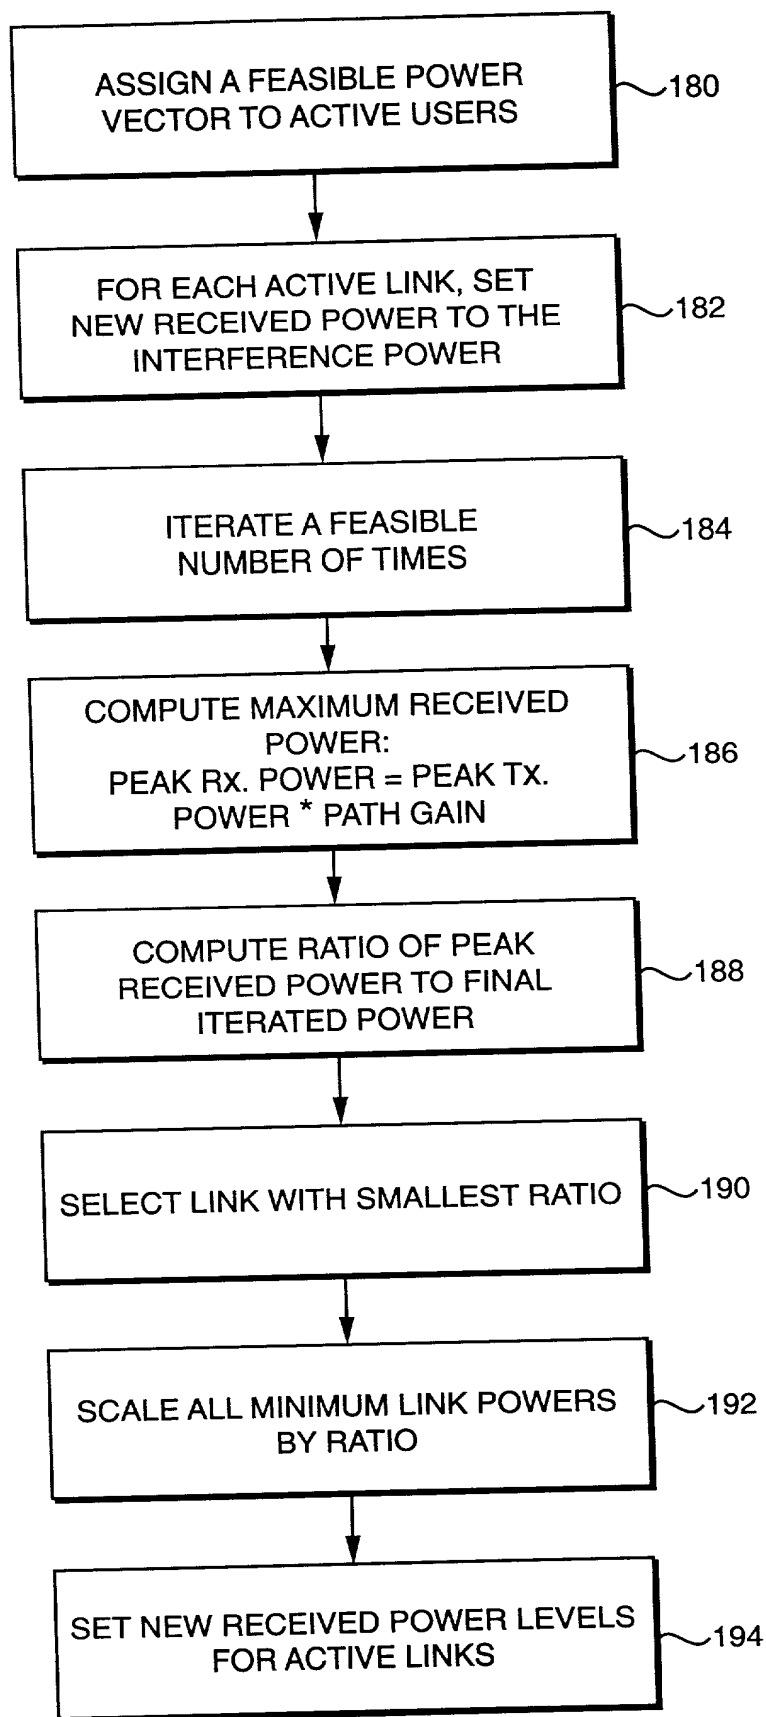 ASSIGN A FEASIBLE POWER
VECTOR TO ACTIVE USERS
180
FOR EACH ACTIVE LINK, SET
NEW RECEIVED POWER TO THE
INTERFERENCE POWER
182
ITERATE A FEASIBLE
NUMBER OF TIMES
184
COMPUTE MAXIMUM RECEIVED
POWER:
PEAK Rx. POWER = PEAK Tx.
POWER * PATH GAIN
186
COMPUTE RATIO OF PEAK
RECEIVED POWER TO FINAL
ITERATED POWER
188
SELECT LINK WITH SMALLEST RATIO
190
SCALE ALL MINIMUM LINK POWERS
BY RATIO
192
SET NEW RECEIVED POWER LEVELS
FOR ACTIVE LINKS
194